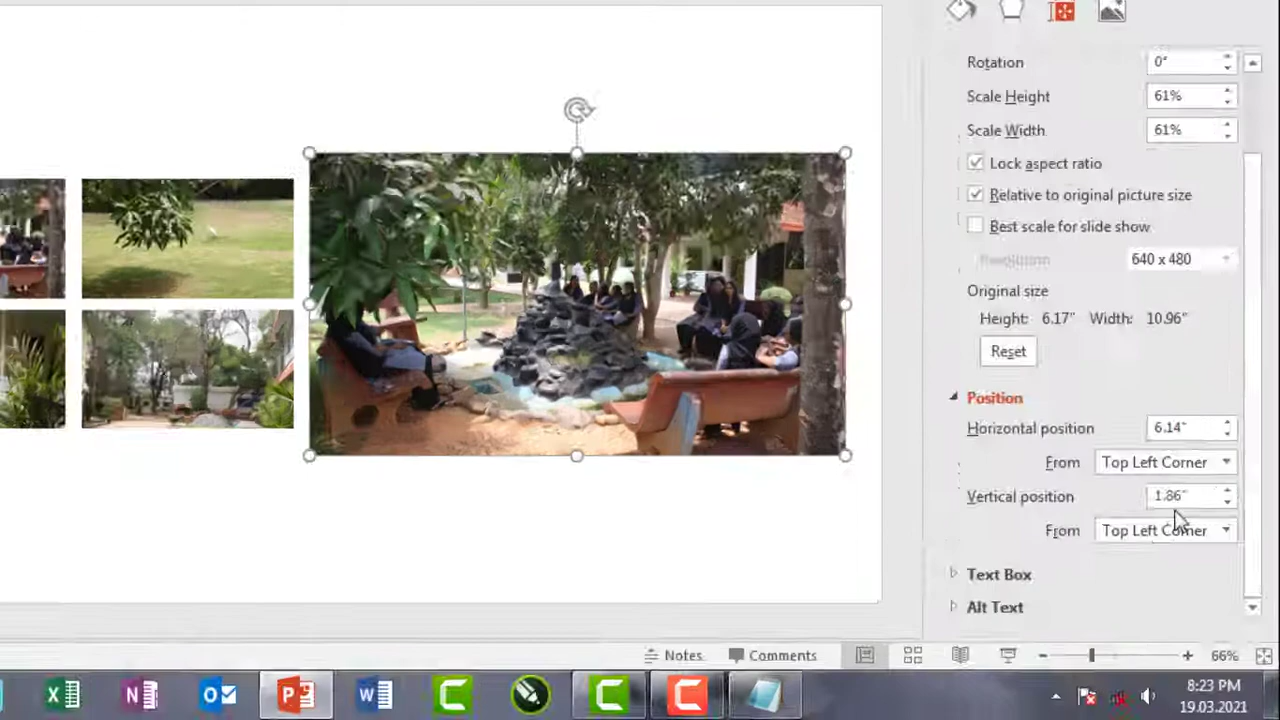 Rotation 0°
Scale Height 61%
Scale Width 61%
Lock aspect ratio
Relative to original picture size
Best scale for slide show
Resolution 640 x 480
Original size
Height: 6.17" Width: 10.96"
Reset
Position
Horizontal position 6.14"
From Top Left Corner
Vertical position 1.86"
From Top Left Corner
Text Box
Alt Text
Notes Comments 66%
8:23 PM
19.03.2021